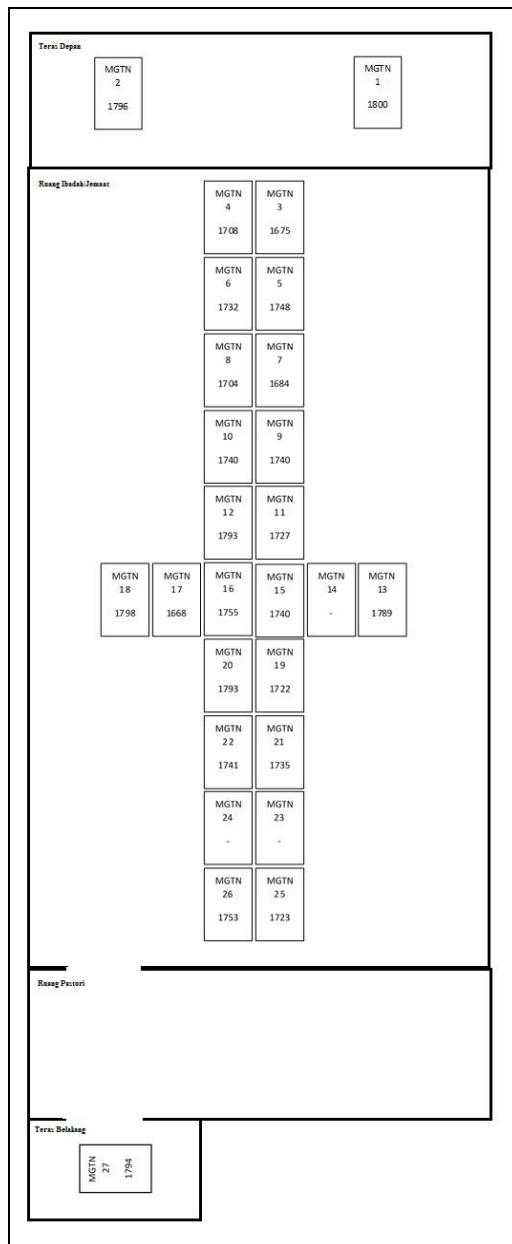 Teras Depan
MGTN
2
1796
MGTN
1
1800
Ruang Ibadah/Jemaat
MGTN
4
1708
MGTN
3
1675
MGTN
6
1732
MGTN
5
1748
MGTN
8
1704
MGTN
7
1684
MGTN
10
1740
MGTN
9
1740
MGTN
12
1793
MGTN
11
1727
MGTN
18
1798
MGTN
17
1668
MGTN
16
1755
MGTN
15
1740
MGTN
14
-
MGTN
13
1789
MGTN
20
1793
MGTN
19
1722
MGTN
22
1741
MGTN
21
1735
MGTN
24
-
MGTN
23
-
MGTN
26
1753
MGTN
25
1723
Ruang Pastori
Teras Belakang
MGTN
27
1794